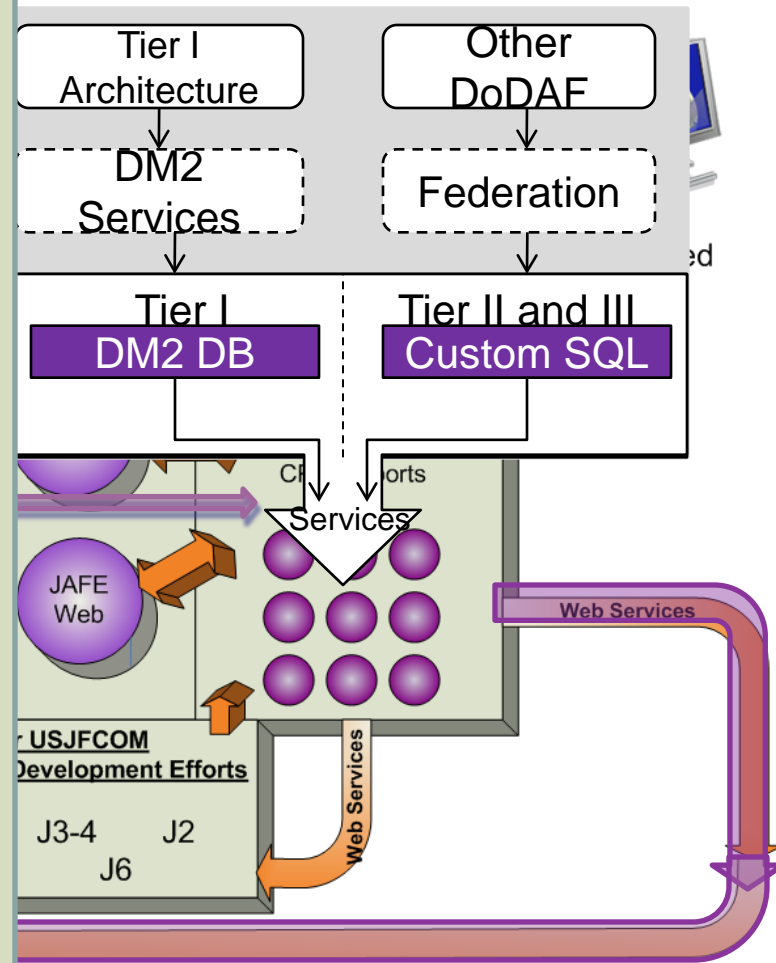 Tier I
Architecture
Other
DoDAF
DM2
Services
Federation
Tier I
DM2 DB
Tier II and III
Custom SQL
Services
JAFE
Web
Web Services
Web Services
USJFCOM
Development Efforts
J3-4
J2
J6